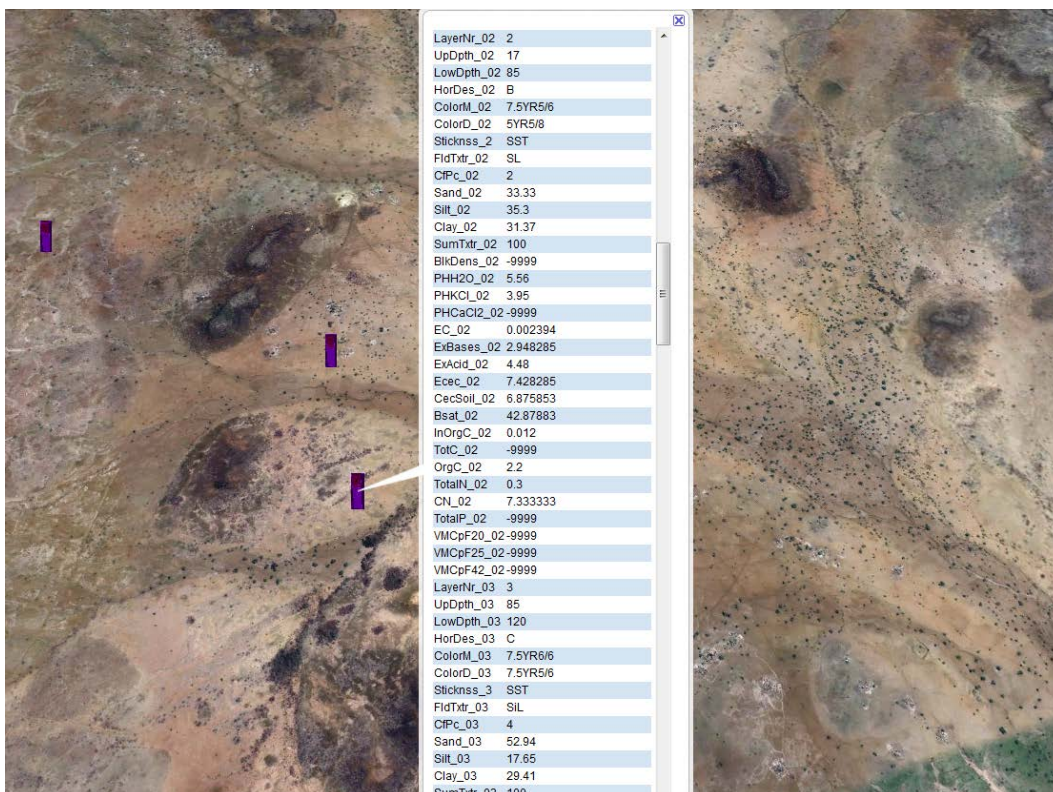 LayerNr_02 2
UpDpth_02 17
LowDpth_02 85
HorDes_02 B
ColorM_02 7.5YR5/6
ColorD_02 5YR5/8
Sticknss_2 SST
FldTxtr_02 SL
CfPc_02 2
Sand_02 33.33
Silt_02 35.3
Clay_02 31.37
SumTxtr_02 100
BlkDens_02 -9999
PHH2O_02 5.56
PHKCl_02 3.95
PHCaCl2_02 -9999
EC_02 0.002394
ExBases_02 2.948285
ExAcid_02 4.48
Ecec_02 7.428285
CecSoil_02 6.875853
Bsat_02 42.87883
InOrgC_02 0.012
TotC_02 -9999
OrgC_02 2.2
TotalN_02 0.3
CN_02 7.333333
TotalP_02 -9999
VMCpF20_02 -9999
VMCpF25_02 -9999
VMCpF42_02 -9999
LayerNr_03 3
UpDpth_03 85
LowDpth_03 120
HorDes_03 C
ColorM_03 7.5YR6/6
ColorD_03 7.5YR5/6
Sticknss_3 SST
FldTxtr_03 SiL
CfPc_03 4
Sand_03 52.94
Silt_03 17.65
Clay_03 29.41
SumTxtr_03 100